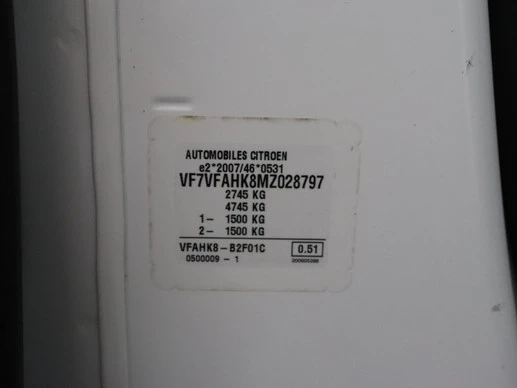 AUTOMOBILES CITROEN
e2*2007/46*0531
VF7VFAHK8MZ028797
2745 KG
4745 KG
1- 1500 KG
2- 1500 KG
VFAHK8-B2F01C 0.51
0500009 - 1